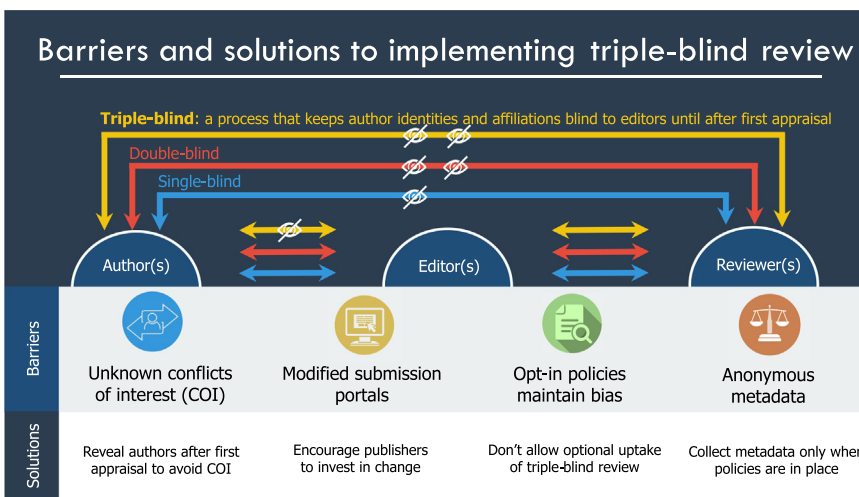 Barriers and solutions to implementing triple-blind review
Triple-blind: a process that keeps author identities and affiliations blind to editors until after first appraisal
Double-blind
Single-blind
Author(s)
Editor(s)
Reviewer(s)
Barriers
Unknown conflicts
of interest (COI)
Modified submission
portals
Opt-in policies
maintain bias
Anonymous
metadata
Solutions
Reveal authors after first
appraisal to avoid COI
Encourage publishers
to invest in change
Don’t allow optional uptake
of triple-blind review
Collect metadata only when
policies are in place